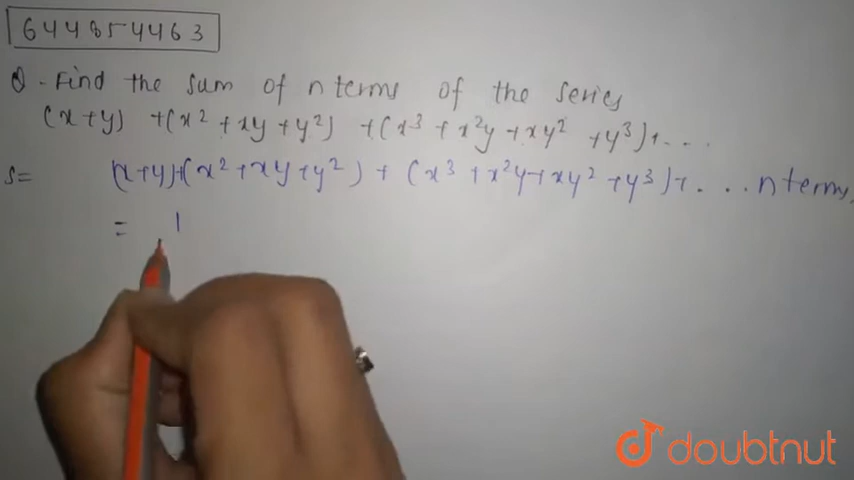 644854463
Q - Find the sum of n terms of the series
(x+y) +(x² + xy + y²) +(x³ + x²y + xy² + y³)+...
S= (x+y)+(x²+xy+y²) + (x³ + x²y+xy² +y³)+... n terms
= 1
doubtnut